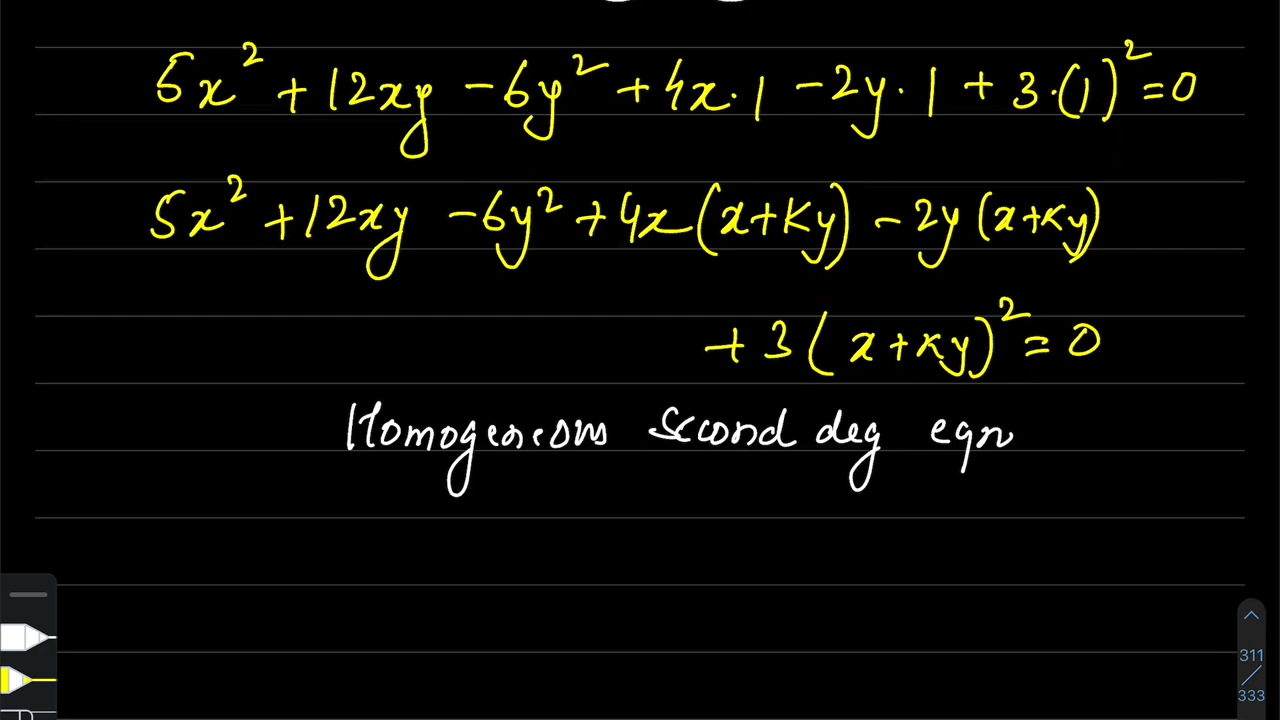 5x² + 12xy - 6y² + 4x·1 - 2y·1 + 3·(1)² = 0
5x² + 12xy - 6y² + 4x(x+Ky) - 2y(x+Ky)
+ 3(x+Ky)² = 0
Homogeneous Second deg eqn
311
/
333